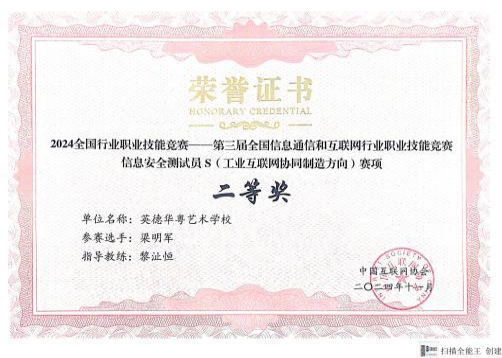 荣誉证书
HONORARY CREDENTIAL
2024全国行业职业技能竞赛——第三届全国信息通信和互联网行业职业技能竞赛
信息安全测试员S（工业互联网协同制造方向）赛项
二等奖
单位名称：英德华粤艺术学校
参赛选手：梁明军
指导教练：黎沚恒
中国互联网协会
二〇二四年十一月
扫描全能王 创建